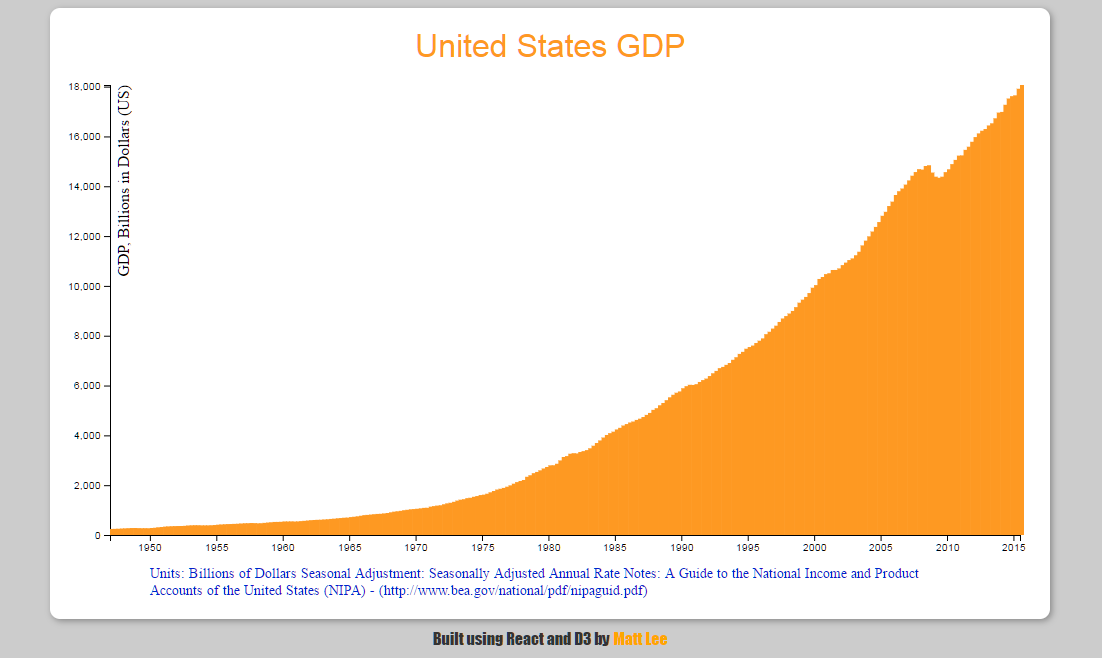 United States GDP
18,000
16,000
14,000
12,000
10,000
8,000
6,000
4,000
2,000
0
GDP, Billions in Dollars (US)
1950 1955 1960 1965 1970 1975 1980 1985 1990 1995 2000 2005 2010 2015
Units: Billions of Dollars Seasonal Adjustment: Seasonally Adjusted Annual Rate Notes: A Guide to the National Income and Product
Accounts of the United States (NIPA) - (http://www.bea.gov/national/pdf/nipaguid.pdf)
Built using React and D3 by Matt Lee